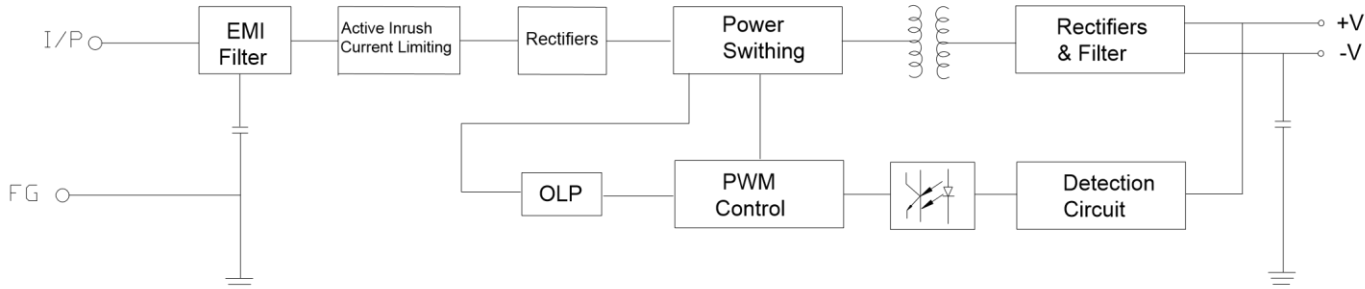 I/P
EMI
Filter
Active Inrush
Current Limiting
Rectifiers
Power
Swithing
Rectifiers
& Filter
+V
-V
FG
OLP
PWM
Control
Detection
Circuit